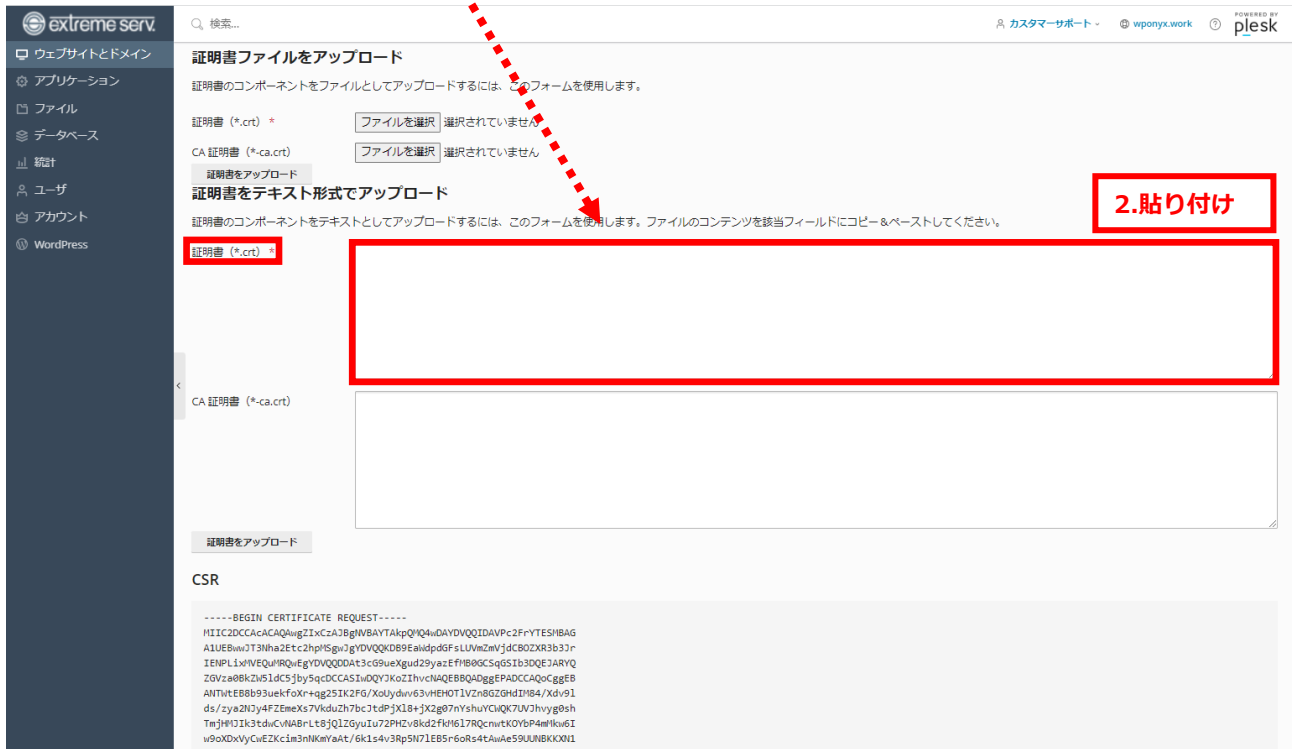 extreme serv.
検索...
カスタマーサポート
wponyx.work
POWERED BY
plesk
ウェブサイトとドメイン
アプリケーション
ファイル
データベース
統計
ユーザ
アカウント
WordPress
証明書ファイルをアップロード
証明書のコンポーネントをファイルとしてアップロードするには、このフォームを使用します。
証明書（*.crt） * ファイルを選択 選択されていません
CA 証明書（*-ca.crt） ファイルを選択 選択されていません
証明書をアップロード
証明書をテキスト形式でアップロード
2.貼り付け
証明書のコンポーネントをテキストとしてアップロードするには、このフォームを使用します。ファイルのコンテンツを該当フィールドにコピー＆ペーストしてください。
証明書（*.crt） *
CA 証明書（*-ca.crt）
証明書をアップロード
CSR
-----BEGIN CERTIFICATE REQUEST-----